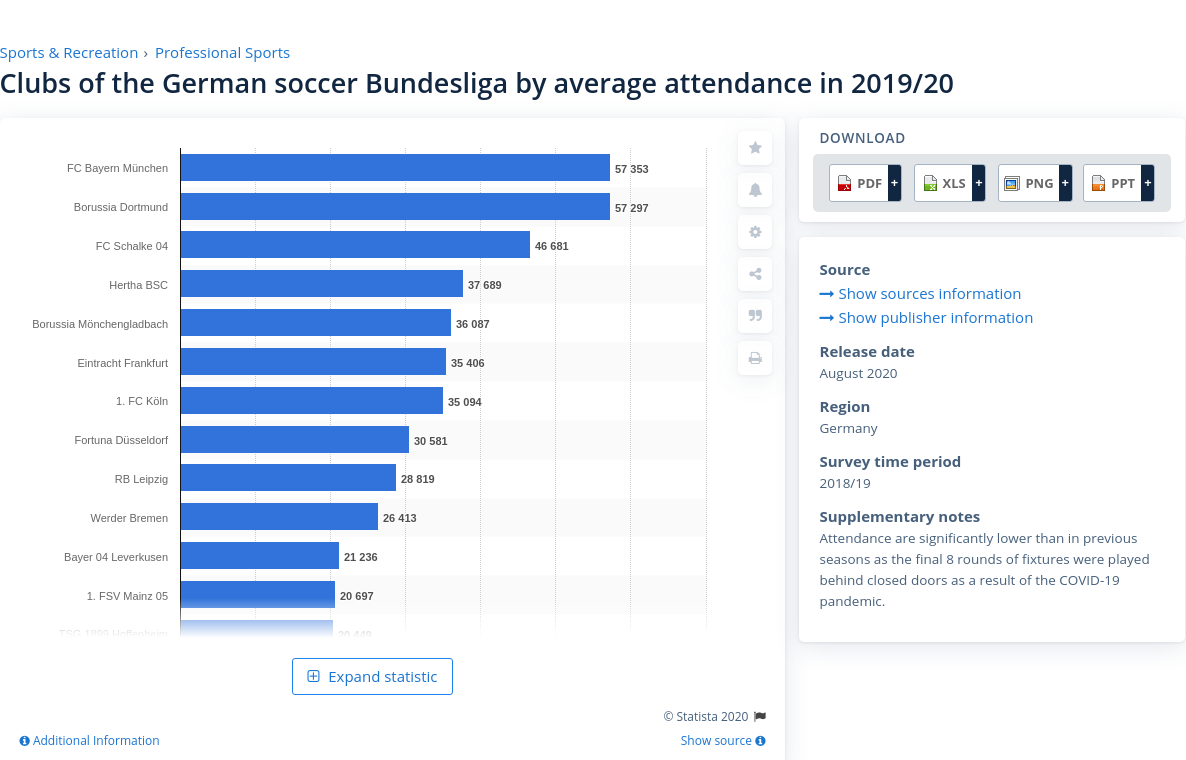 Sports & Recreation › Professional Sports
Clubs of the German soccer Bundesliga by average attendance in 2019/20
FC Bayern München 57 353
Borussia Dortmund 57 297
FC Schalke 04 46 681
Hertha BSC 37 689
Borussia Mönchengladbach 36 087
Eintracht Frankfurt 35 406
1. FC Köln 35 094
Fortuna Düsseldorf 30 581
RB Leipzig 28 819
Werder Bremen 26 413
Bayer 04 Leverkusen 21 236
1. FSV Mainz 05 20 697
TSG 1899 Hoffenheim
Expand statistic
© Statista 2020
Additional Information
Show source
DOWNLOAD
PDF + XLS + PNG + PPT +
Source
Show sources information
Show publisher information
Release date
August 2020
Region
Germany
Survey time period
2018/19
Supplementary notes
Attendance are significantly lower than in previous
seasons as the final 8 rounds of fixtures were played
behind closed doors as a result of the COVID-19
pandemic.